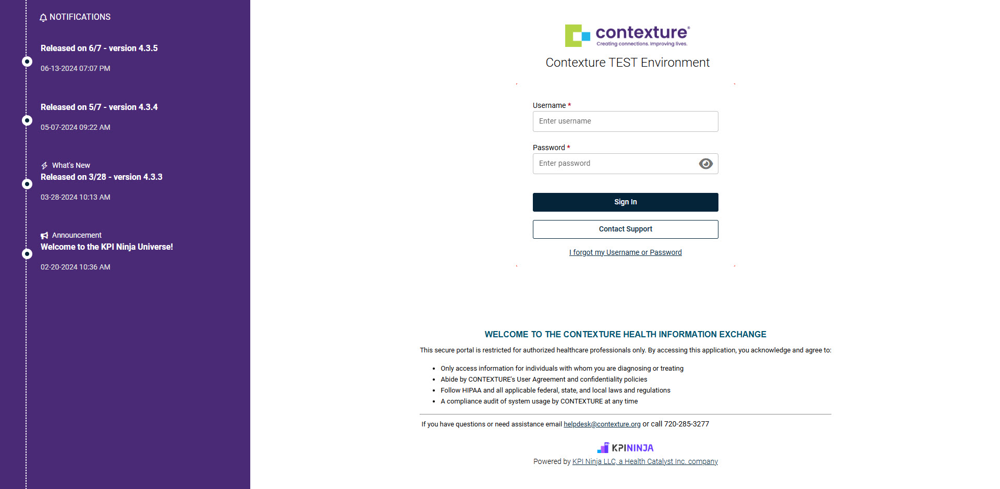 NOTIFICATIONS
Released on 6/7 - version 4.3.5
06-13-2024 07:07 PM
Released on 5/7 - version 4.3.4
05-07-2024 09:22 AM
What's New
Released on 3/28 - version 4.3.3
03-28-2024 10:13 AM
Announcement
Welcome to the KPI Ninja Universe!
02-20-2024 10:36 AM
contexture®
Creating connections. Improving lives.
Contexture TEST Environment
Username *
Enter username
Password *
Enter password
Sign In
Contact Support
I forgot my Username or Password
WELCOME TO THE CONTEXTURE HEALTH INFORMATION EXCHANGE
This secure portal is restricted for authorized healthcare professionals only. By accessing this application, you acknowledge and agree to:
• Only access information for individuals with whom you are diagnosing or treating
• Abide by CONTEXTURE's User Agreement and confidentiality policies
• Follow HIPAA and all applicable federal, state, and local laws and regulations
• A compliance audit of system usage by CONTEXTURE at any time
If you have questions or need assistance email helpdesk@contexture.org or call 720-285-3277
KPININJA
Powered by KPI Ninja LLC, a Health Catalyst Inc. company